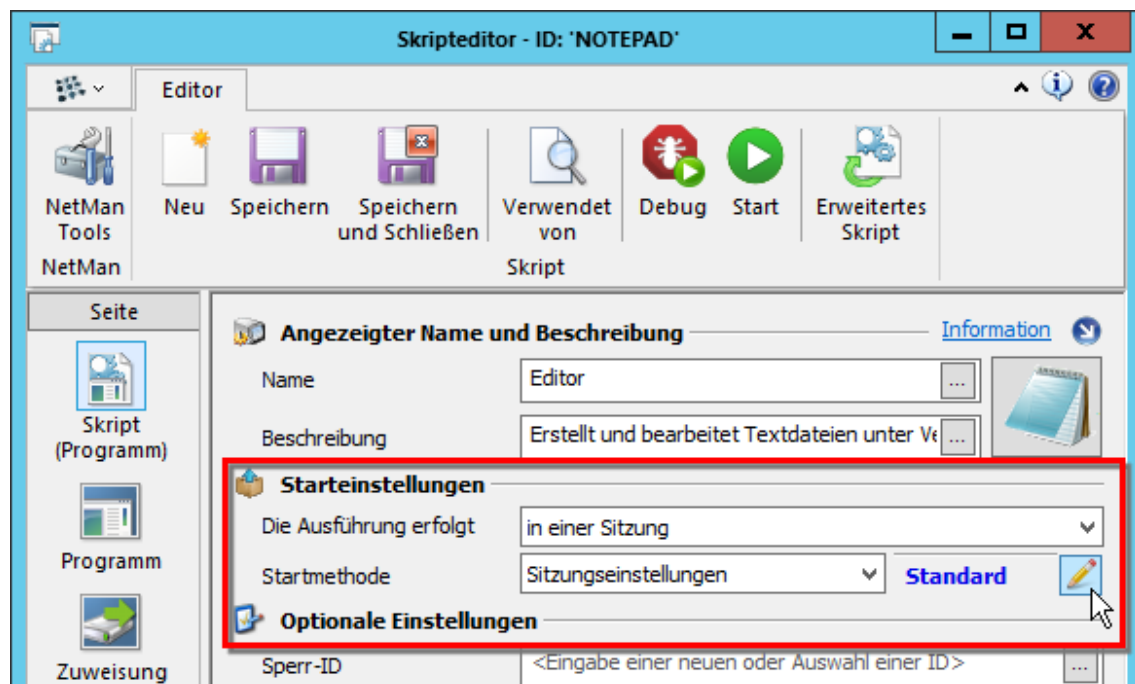 Skripteditor - ID: 'NOTEPAD'
Editor
NetMan Tools
Neu
Speichern
Speichern und Schließen
Verwendet von
Debug
Start
Erweitertes Skript
NetMan
Skript
Seite
Skript (Programm)
Programm
Zuweisung
Angezeigter Name und Beschreibung
Information
Name
Editor
...
Beschreibung
Erstellt und bearbeitet Textdateien unter
...
Starteinstellungen
Die Ausführung erfolgt
in einer Sitzung
Startmethode
Sitzungseinstellungen
Standard
Optionale Einstellungen
Sperr-ID
<Eingabe einer neuen oder Auswahl einer ID>
...